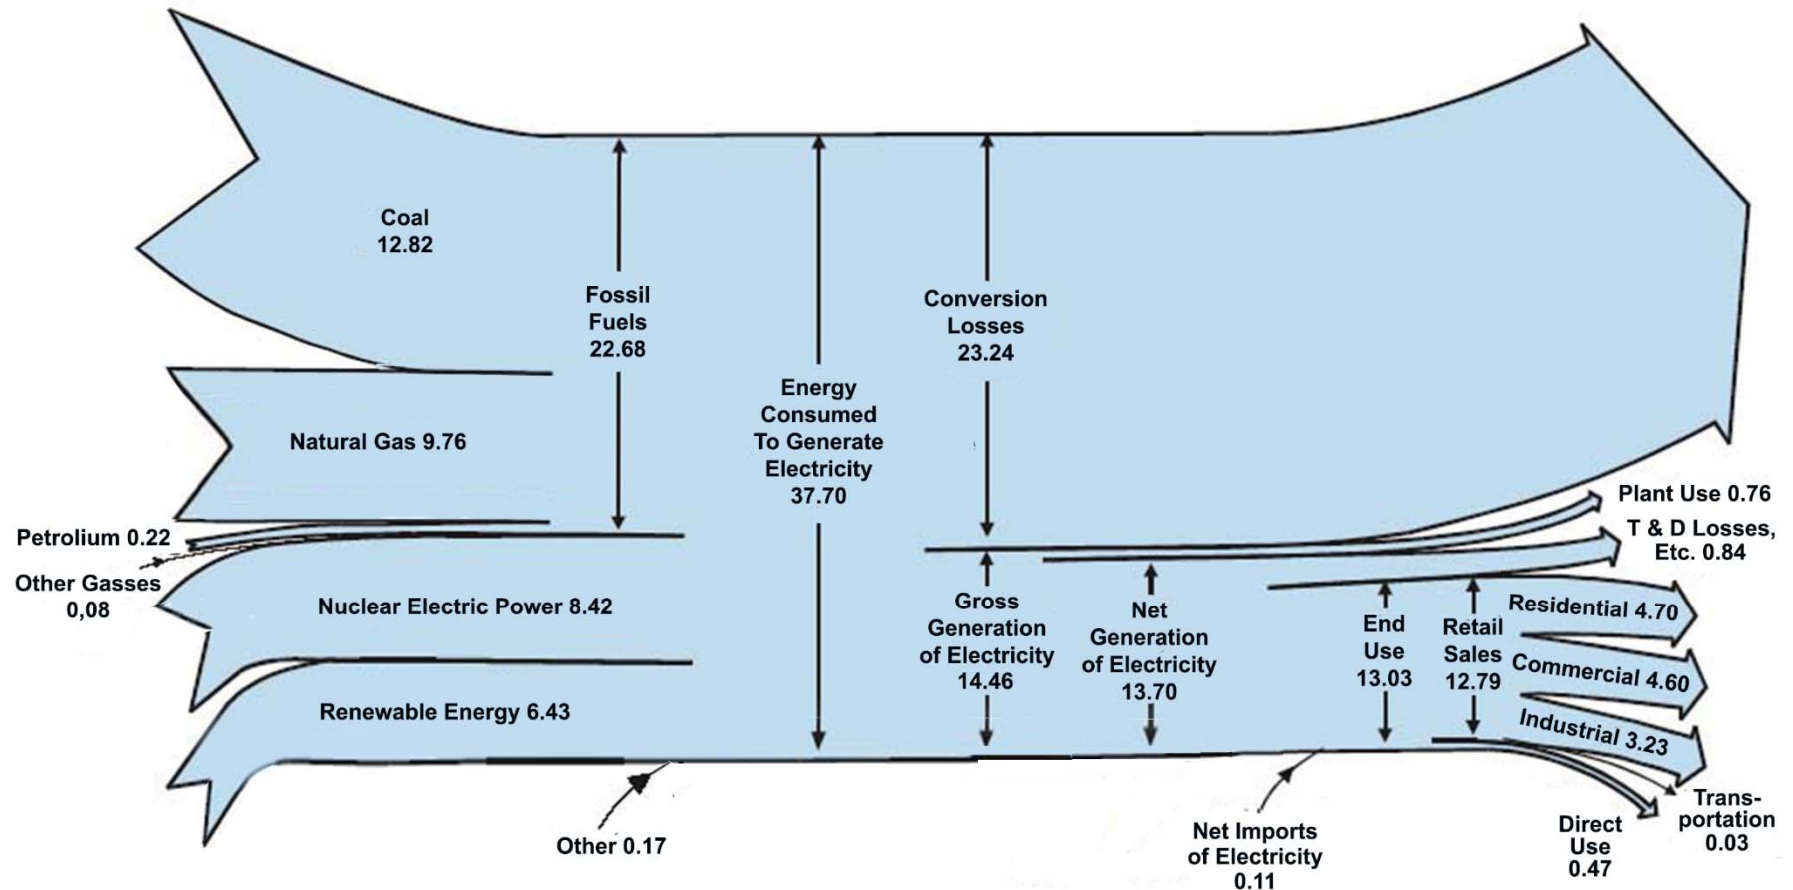 Coal
12.82
Natural Gas 9.76
Petrolium 0.22
Other Gasses
0,08
Nuclear Electric Power 8.42
Renewable Energy 6.43
Other 0.17
Fossil
Fuels
22.68
Energy
Consumed
To Generate
Electricity
37.70
Conversion
Losses
23.24
Gross
Generation
of Electricity
14.46
Net
Generation
of Electricity
13.70
Net Imports
of Electricity
0.11
End
Use
13.03
Retail
Sales
12.79
Plant Use 0.76
T & D Losses,
Etc. 0.84
Residential 4.70
Commercial 4.60
Industrial 3.23
Trans-
portation
0.03
Direct
Use
0.47